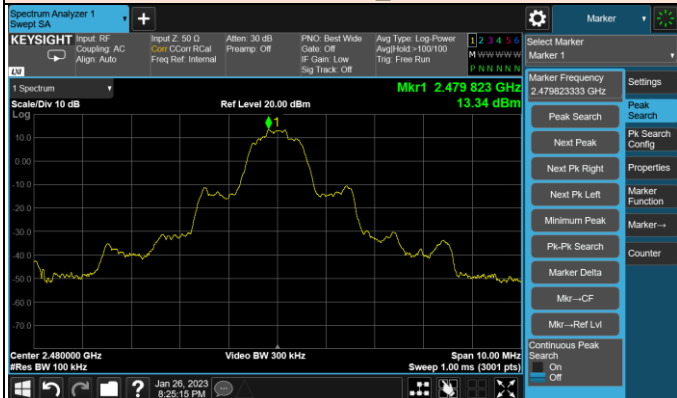 Spectrum Analyzer 1
Swept SA
+
Marker
KEYSIGHT
LXI
Input: RF
Coupling: AC
Align: Auto
Input Z: 50 Ω
Corr CCorr RCal
Freq Ref: Internal
Atten: 30 dB
Preamp: Off
PNO: Best Wide
Gate: Off
IF Gain: Low
Sig Track: Off
Avg Type: Log-Power
Avg|Hold:>100/100
Trig: Free Run
1 2 3 4 5 6
M W W W W W
P N N N N N
Select Marker
Marker 1
1 Spectrum
Scale/Div 10 dB
Log
Ref Level 20.00 dBm
Mkr1 2.479 823 GHz
13.34 dBm
1
10.0
0.00
-10.0
-20.0
-30.0
-40.0
-50.0
-60.0
-70.0
Center 2.480000 GHz
#Res BW 100 kHz
Video BW 300 kHz
Span 10.00 MHz
Sweep 1.00 ms (3001 pts)
Marker Frequency
2.479823333 GHz
Peak Search
Next Peak
Next Pk Right
Next Pk Left
Minimum Peak
Pk-Pk Search
Marker Delta
Mkr→CF
Mkr→Ref Lvl
Continuous Peak
Search
On
Off
Settings
Peak
Search
Pk Search
Config
Properties
Marker
Function
Marker→
Counter
?
Jan 26, 2023
8:25:15 PM